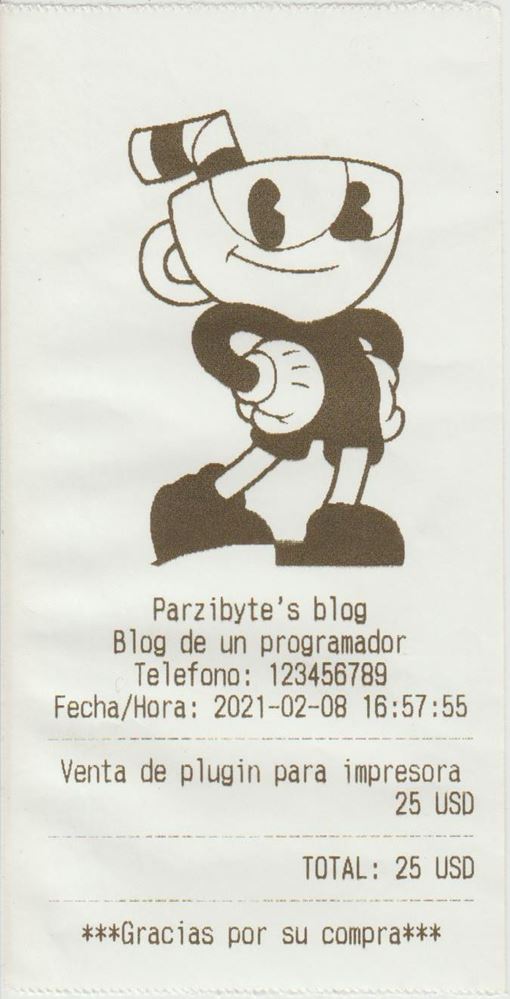 Parzibyte's blog
Blog de un programador
Telefono: 123456789
Fecha/Hora: 2021-02-08 16:57:55
Venta de plugin para impresora
25 USD
TOTAL: 25 USD
***Gracias por su compra***